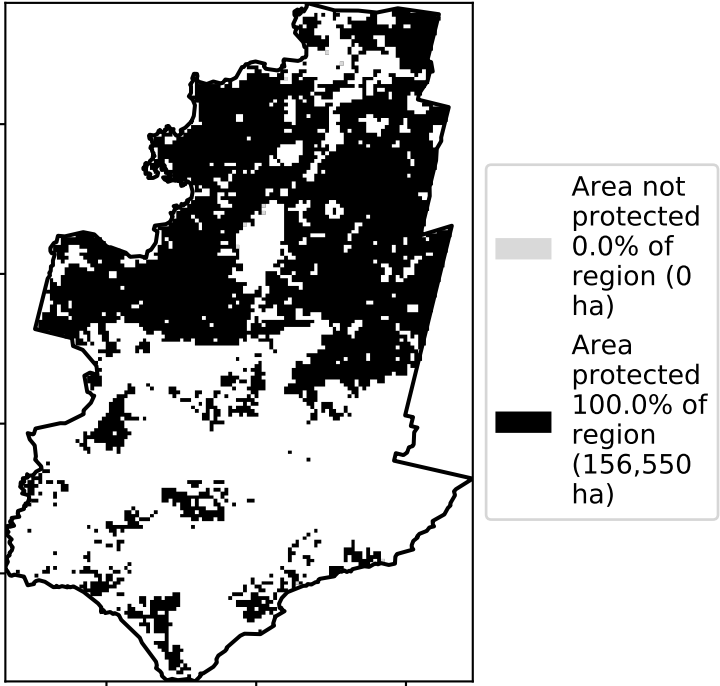 Area not
protected
0.0% of
region (0
ha)
Area
protected
100.0% of
region
(156,550
ha)